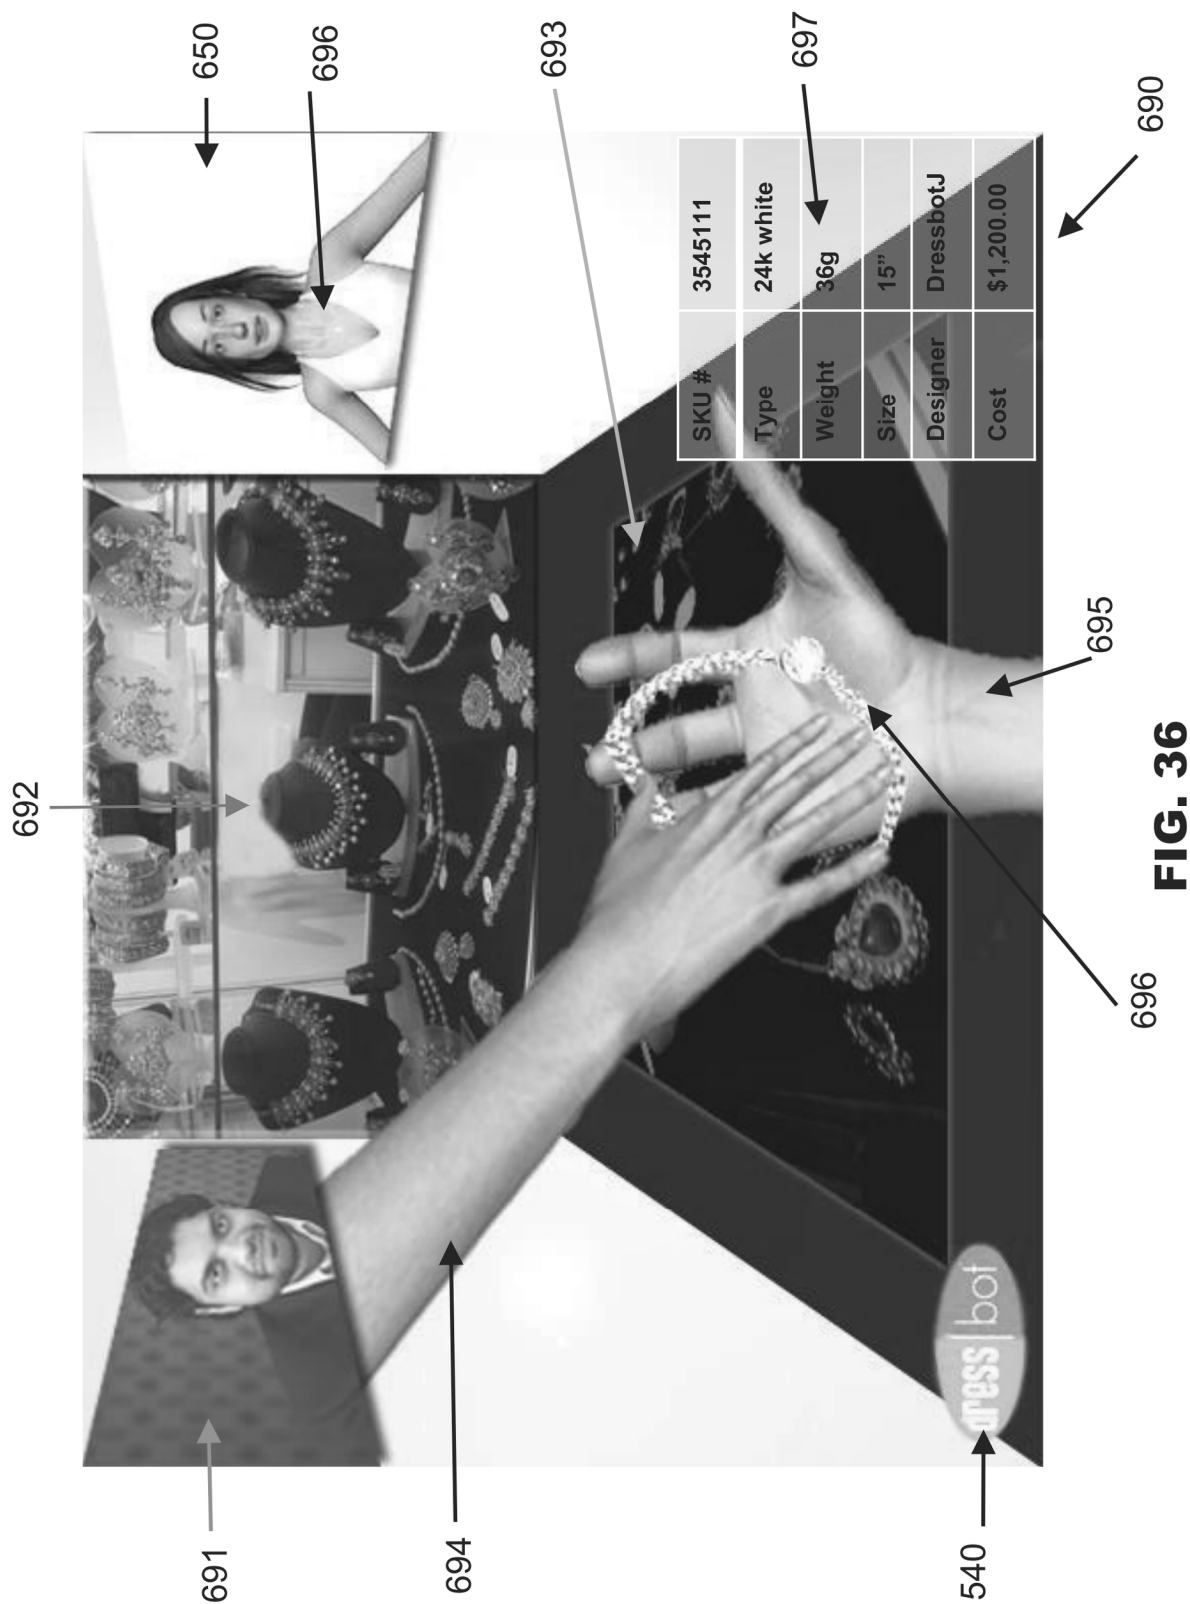 691
692
650
696
694
693
697
SKU # 3545111
Type 24k white
Weight 36g
Size 15”
Designer DressbotJ
Cost $1,200.00
540
dress|bot
696
695
690
FIG. 36